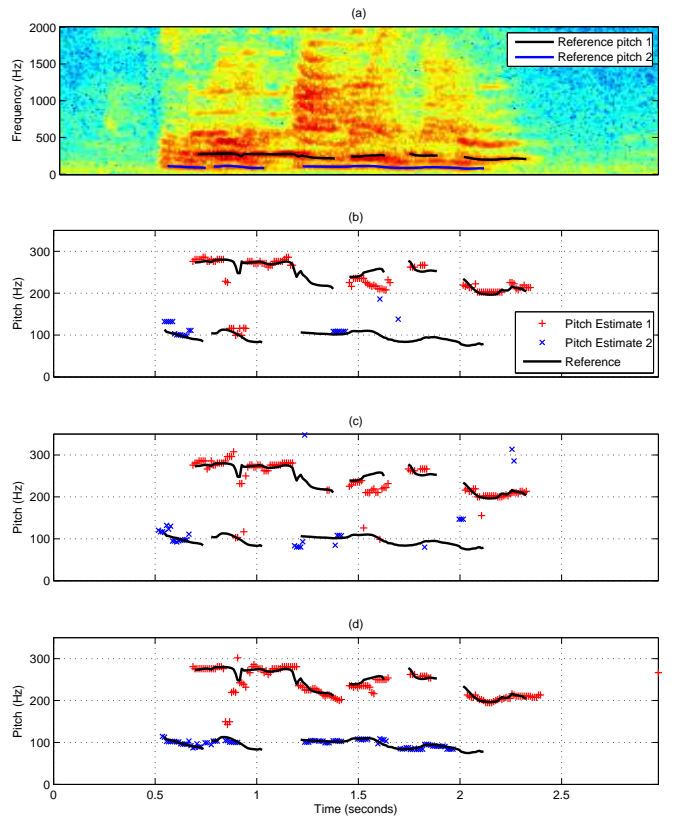 (a)
2000
1500
1000
500
0
Frequency (Hz)
Reference pitch 1
Reference pitch 2
(b)
300
200
100
0
Pitch (Hz)
Pitch Estimate 1
Pitch Estimate 2
Reference
(c)
300
200
100
0
Pitch (Hz)
(d)
300
200
100
0
Pitch (Hz)
0 0.5 1 1.5 2 2.5
Time (seconds)